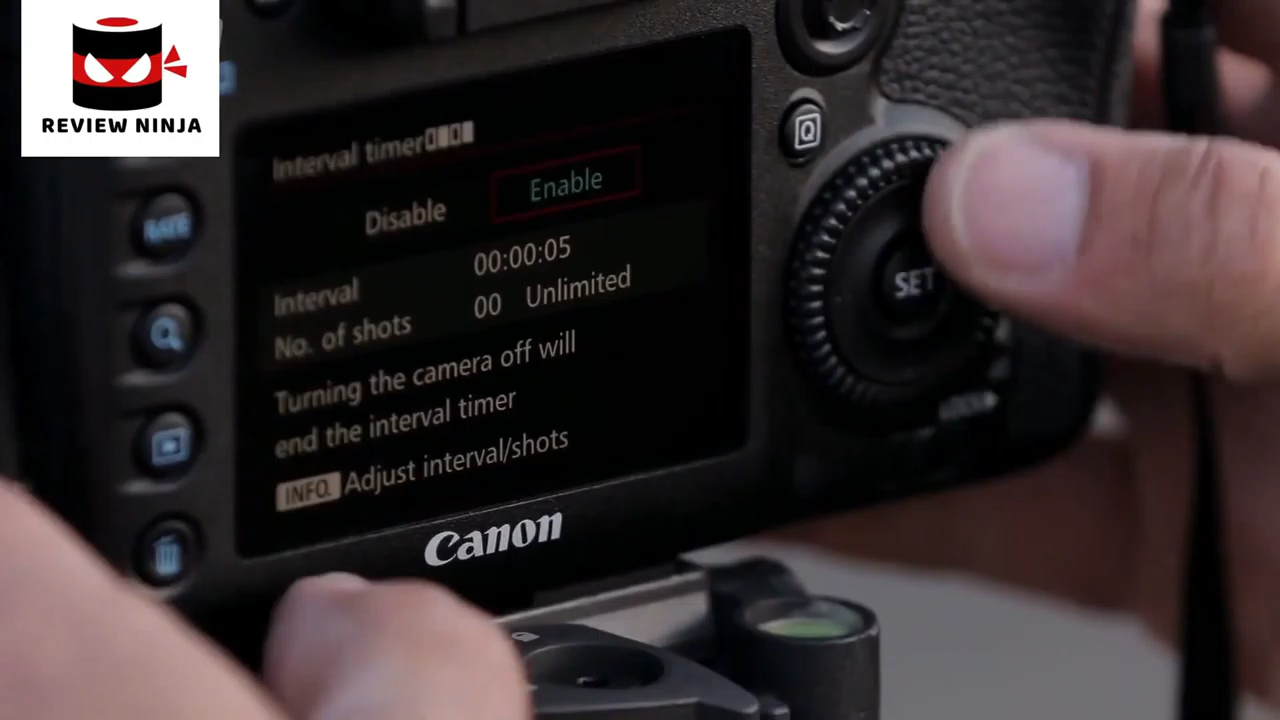 REVIEW NINJA
Interval timer
Disable Enable
Interval 00:00:05
No. of shots 00 Unlimited
Turning the camera off will
end the interval timer
INFO. Adjust interval/shots
Canon
RATE
Q
SET